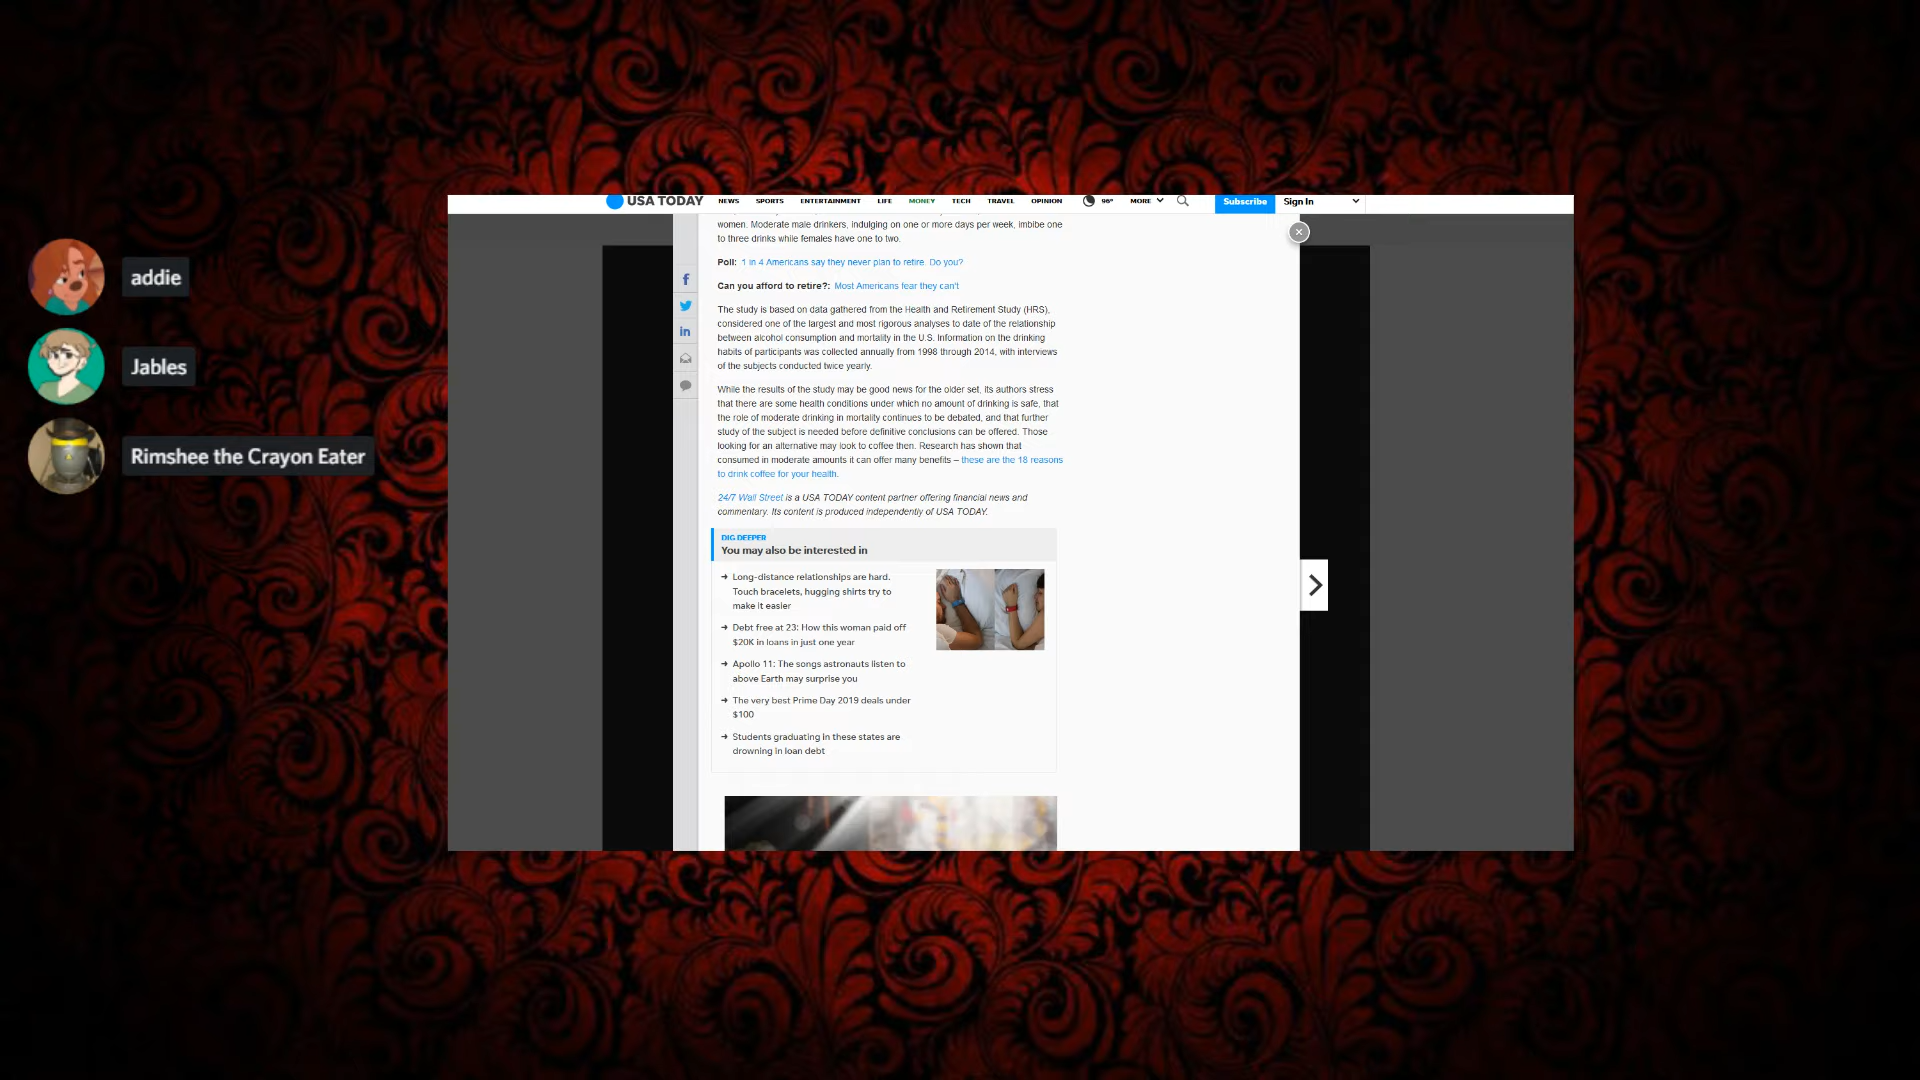 USA TODAY
NEWS SPORTS ENTERTAINMENT LIFE MONEY TECH TRAVEL OPINION 96° MORE Subscribe Sign In
women. Moderate male drinkers, indulging on one or more days per week, imbibe one
to three drinks while females have one to two.
Poll: 1 in 4 Americans say they never plan to retire. Do you?
Can you afford to retire?: Most Americans fear they can't
The study is based on data gathered from the Health and Retirement Study (HRS),
considered one of the largest and most rigorous analyses to date of the relationship
between alcohol consumption and mortality in the U.S. Information on the drinking
habits of participants was collected annually from 1998 through 2014, with interviews
of the subjects conducted twice yearly.
While the results of the study may be good news for the older set, its authors stress
that there are some health conditions under which no amount of drinking is safe, that
the role of moderate drinking in mortality continues to be debated, and that further
study of the subject is needed before definitive conclusions can be offered. Those
looking for an alternative may look to coffee then. Research has shown that
consumed in moderate amounts it can offer many benefits – these are the 18 reasons
to drink coffee for your health.
24/7 Wall Street is a USA TODAY content partner offering financial news and
commentary. Its content is produced independently of USA TODAY.
DIG DEEPER
You may also be interested in
Long-distance relationships are hard.
Touch bracelets, hugging shirts try to
make it easier
Debt free at 23: How this woman paid off
$20K in loans in just one year
Apollo 11: The songs astronauts listen to
above Earth may surprise you
The very best Prime Day 2019 deals under
$100
Students graduating in these states are
drowning in loan debt
addie
Jables
Rimshee the Crayon Eater